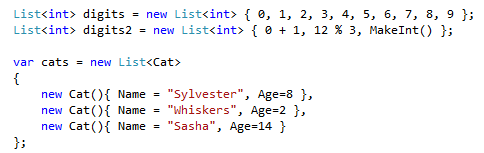 List<int> digits = new List<int> { 0, 1, 2, 3, 4, 5, 6, 7, 8, 9 };
List<int> digits2 = new List<int> { 0 + 1, 12 % 3, MakeInt() };

var cats = new List<Cat>
{
    new Cat(){ Name = "Sylvester", Age=8 },
    new Cat(){ Name = "Whiskers", Age=2 },
    new Cat(){ Name = "Sasha", Age=14 }
};